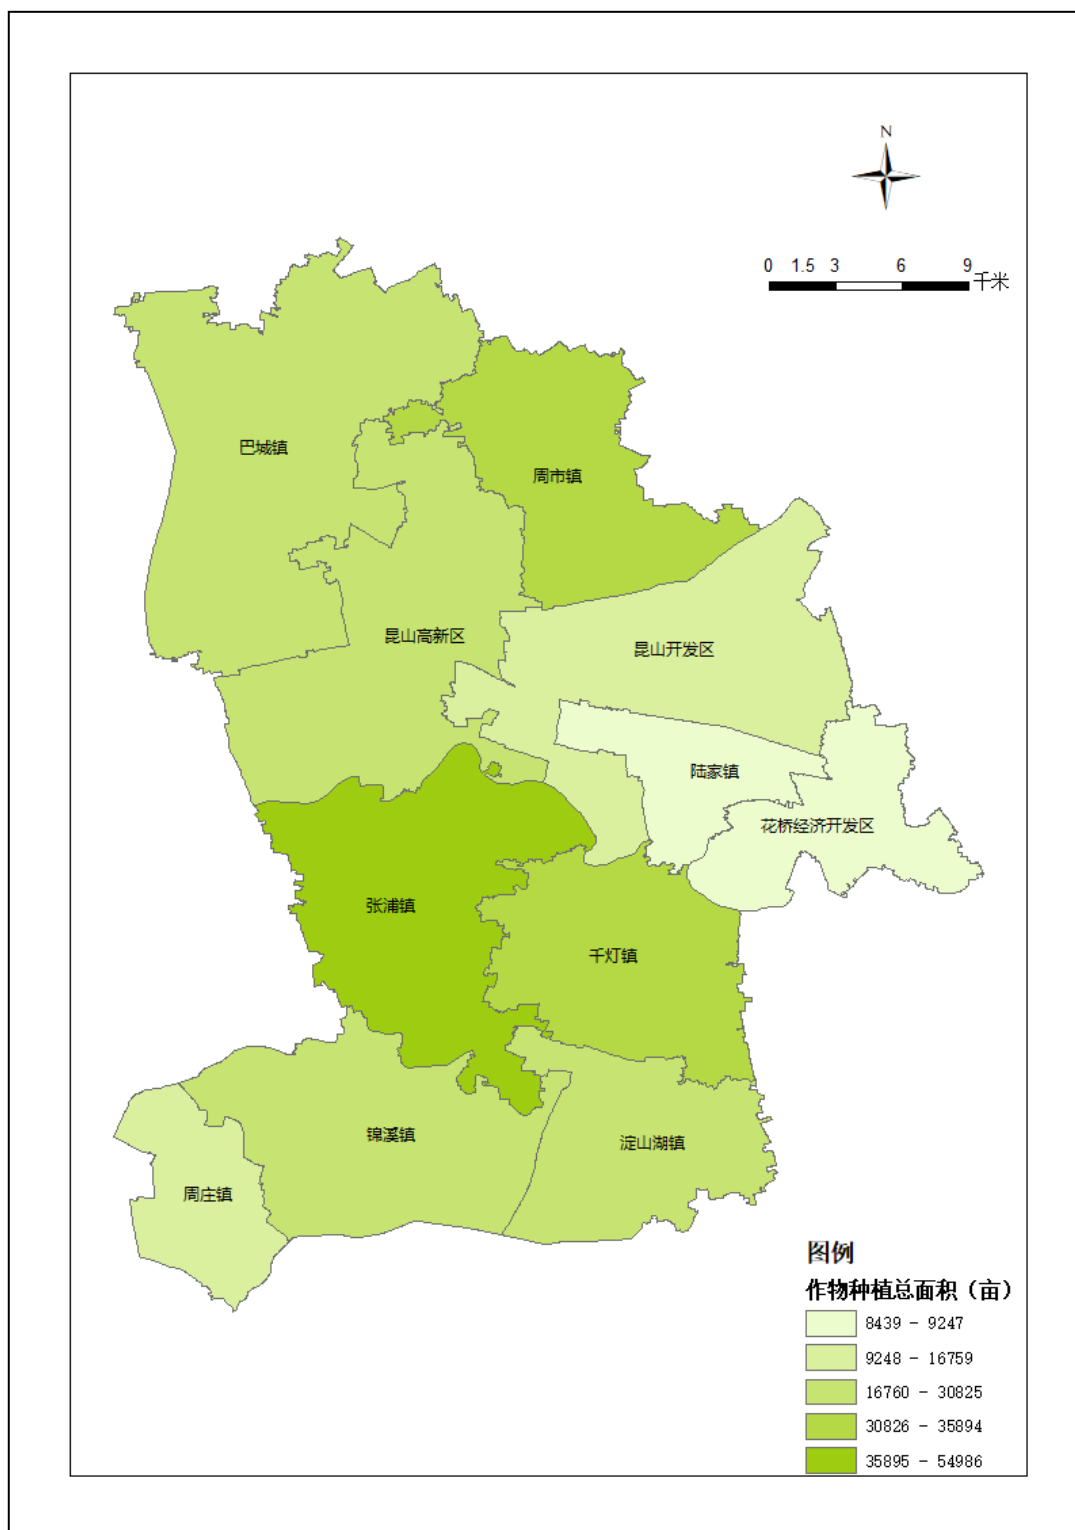 N
0 1.5 3 6 9
千米
巴城镇
周市镇
昆山高新区
昆山开发区
陆家镇
花桥经济开发区
张浦镇
千灯镇
锦溪镇
淀山湖镇
周庄镇
图例
作物种植总面积（亩）
8439 - 9247
9248 - 16759
16760 - 30825
30826 - 35894
35895 - 54986